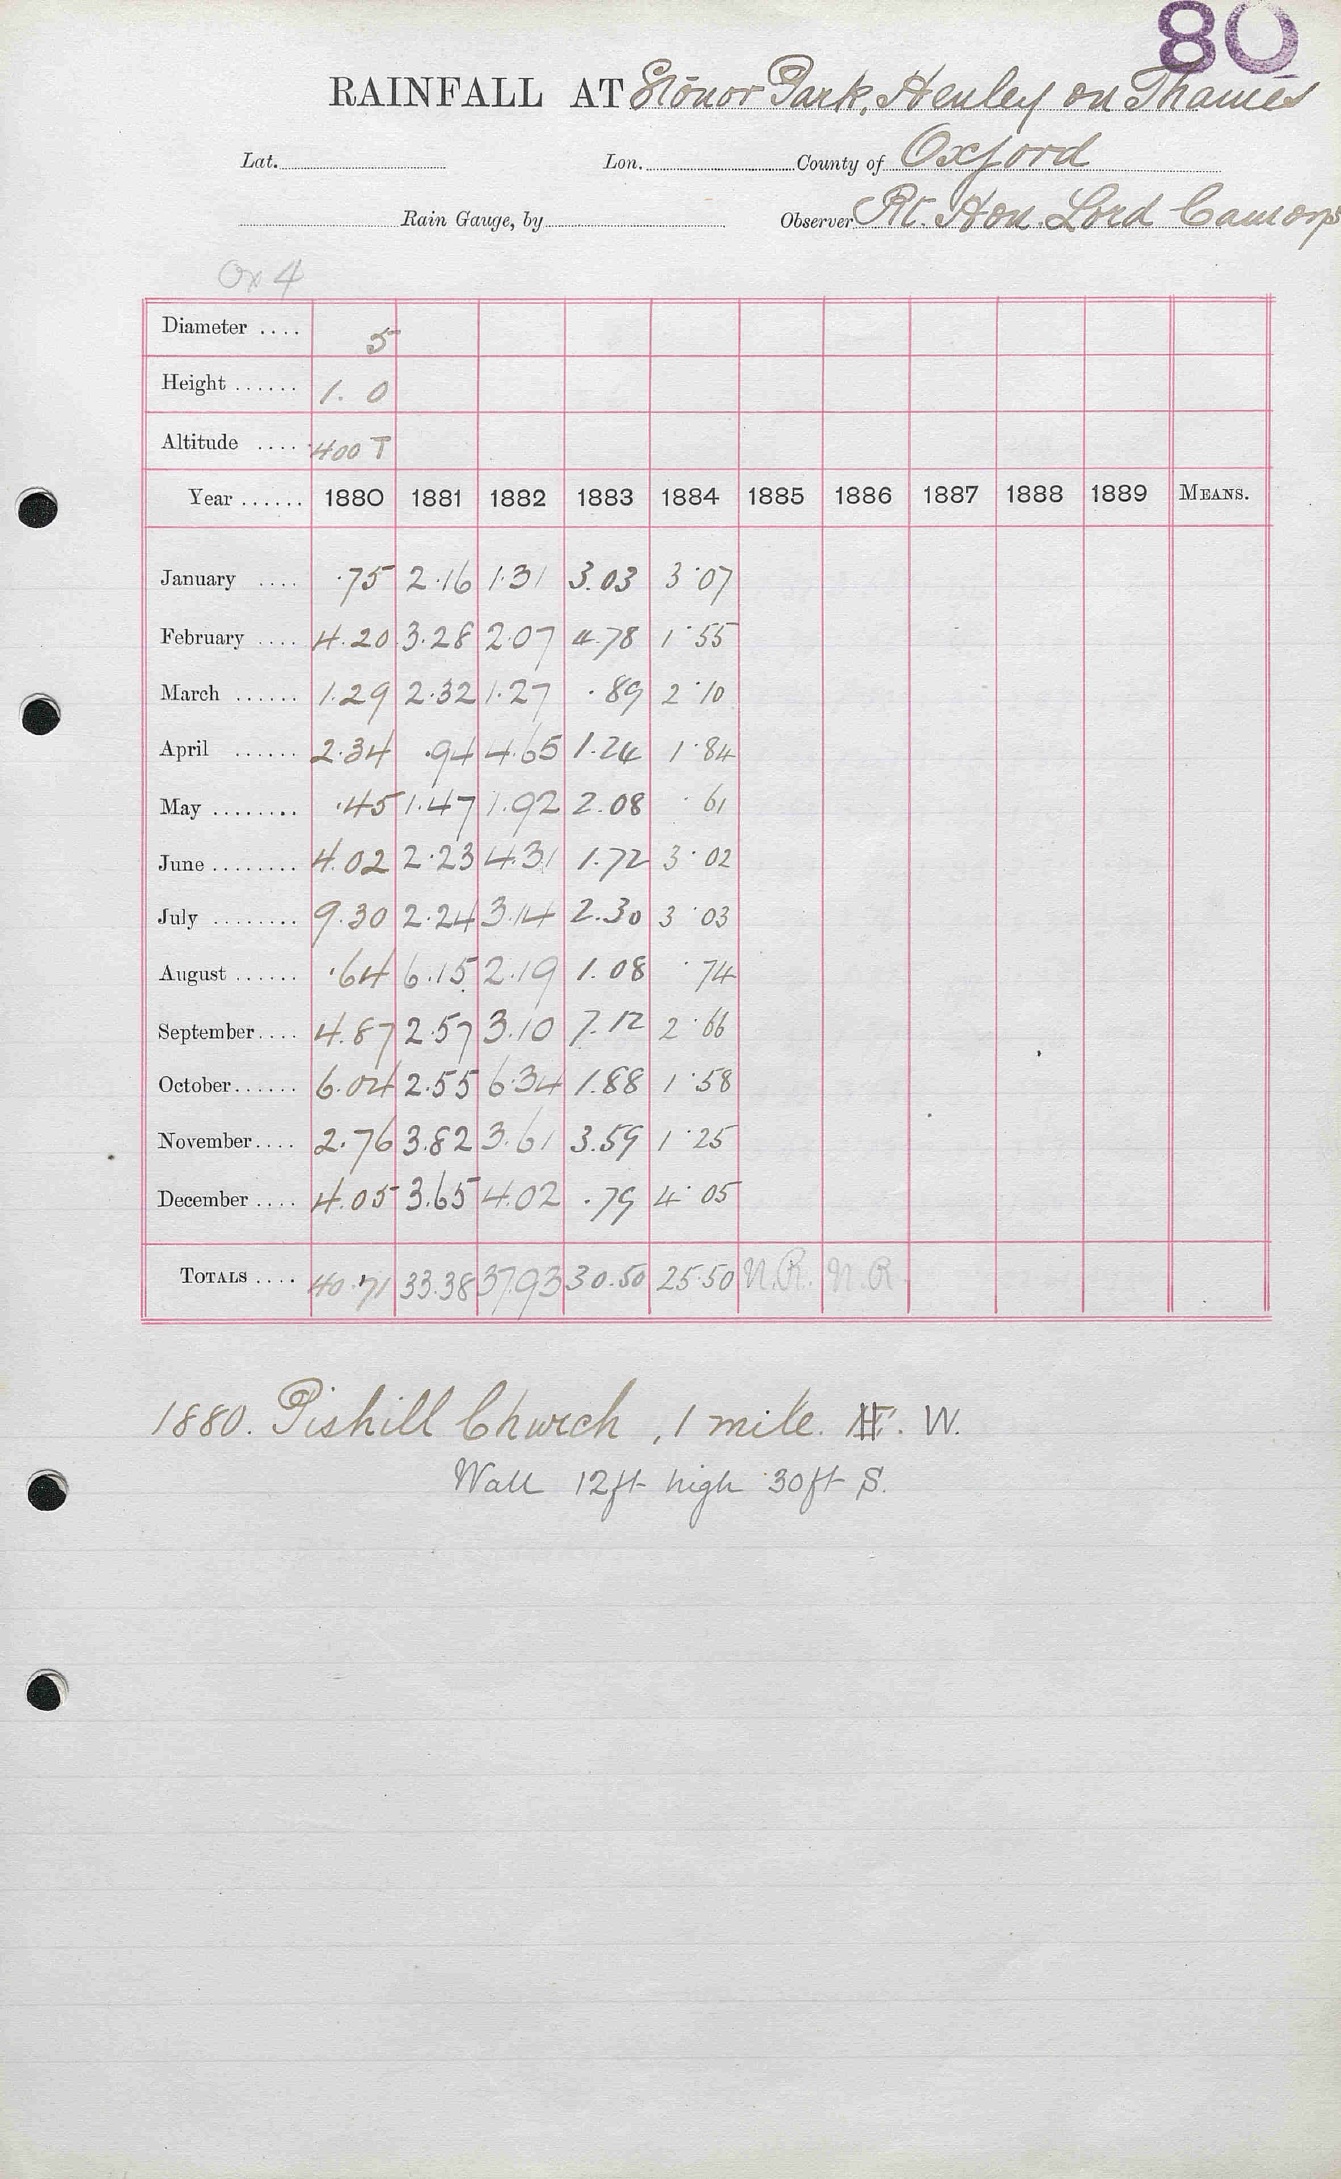 80
RAINFALL AT Stonor Park, Henley on Thames
Lat. Lon. County of Oxford
Rain Gauge, by Observer Rt. Hon. Lord Camoys
Ox 4
Diameter .... 5
Height ...... 1. 0
Altitude .... 400 T
Year ...... 1880 1881 1882 1883 1884 1885 1886 1887 1888 1889 MEANS.
January .... .75 2.16 1.31 3.03 3.07
February .... 4.20 3.28 2.07 4.78 1.55
March ...... 1.29 2.32 1.27 .89 2.10
April ...... 2.34 .94 4.65 1.24 1.84
May ........ .45 1.47 1.92 2.08 .61
June ........ 4.02 2.23 4.31 1.72 3.02
July ........ 9.30 2.24 3.14 2.30 3.03
August ...... .64 6.15 2.19 1.08 .74
September.... 4.87 2.57 3.10 7.12 2.66
October...... 6.04 2.55 6.34 1.88 1.58
November.... 2.76 3.82 3.61 3.59 1.25
December .... 4.05 3.65 4.02 .79 4.05
TOTALS .... 40.71 33.38 37.93 30.50 25.50 N.R. N.R
1880. Pishill Church, 1 mile. W.
Wall 12ft high 30ft S.